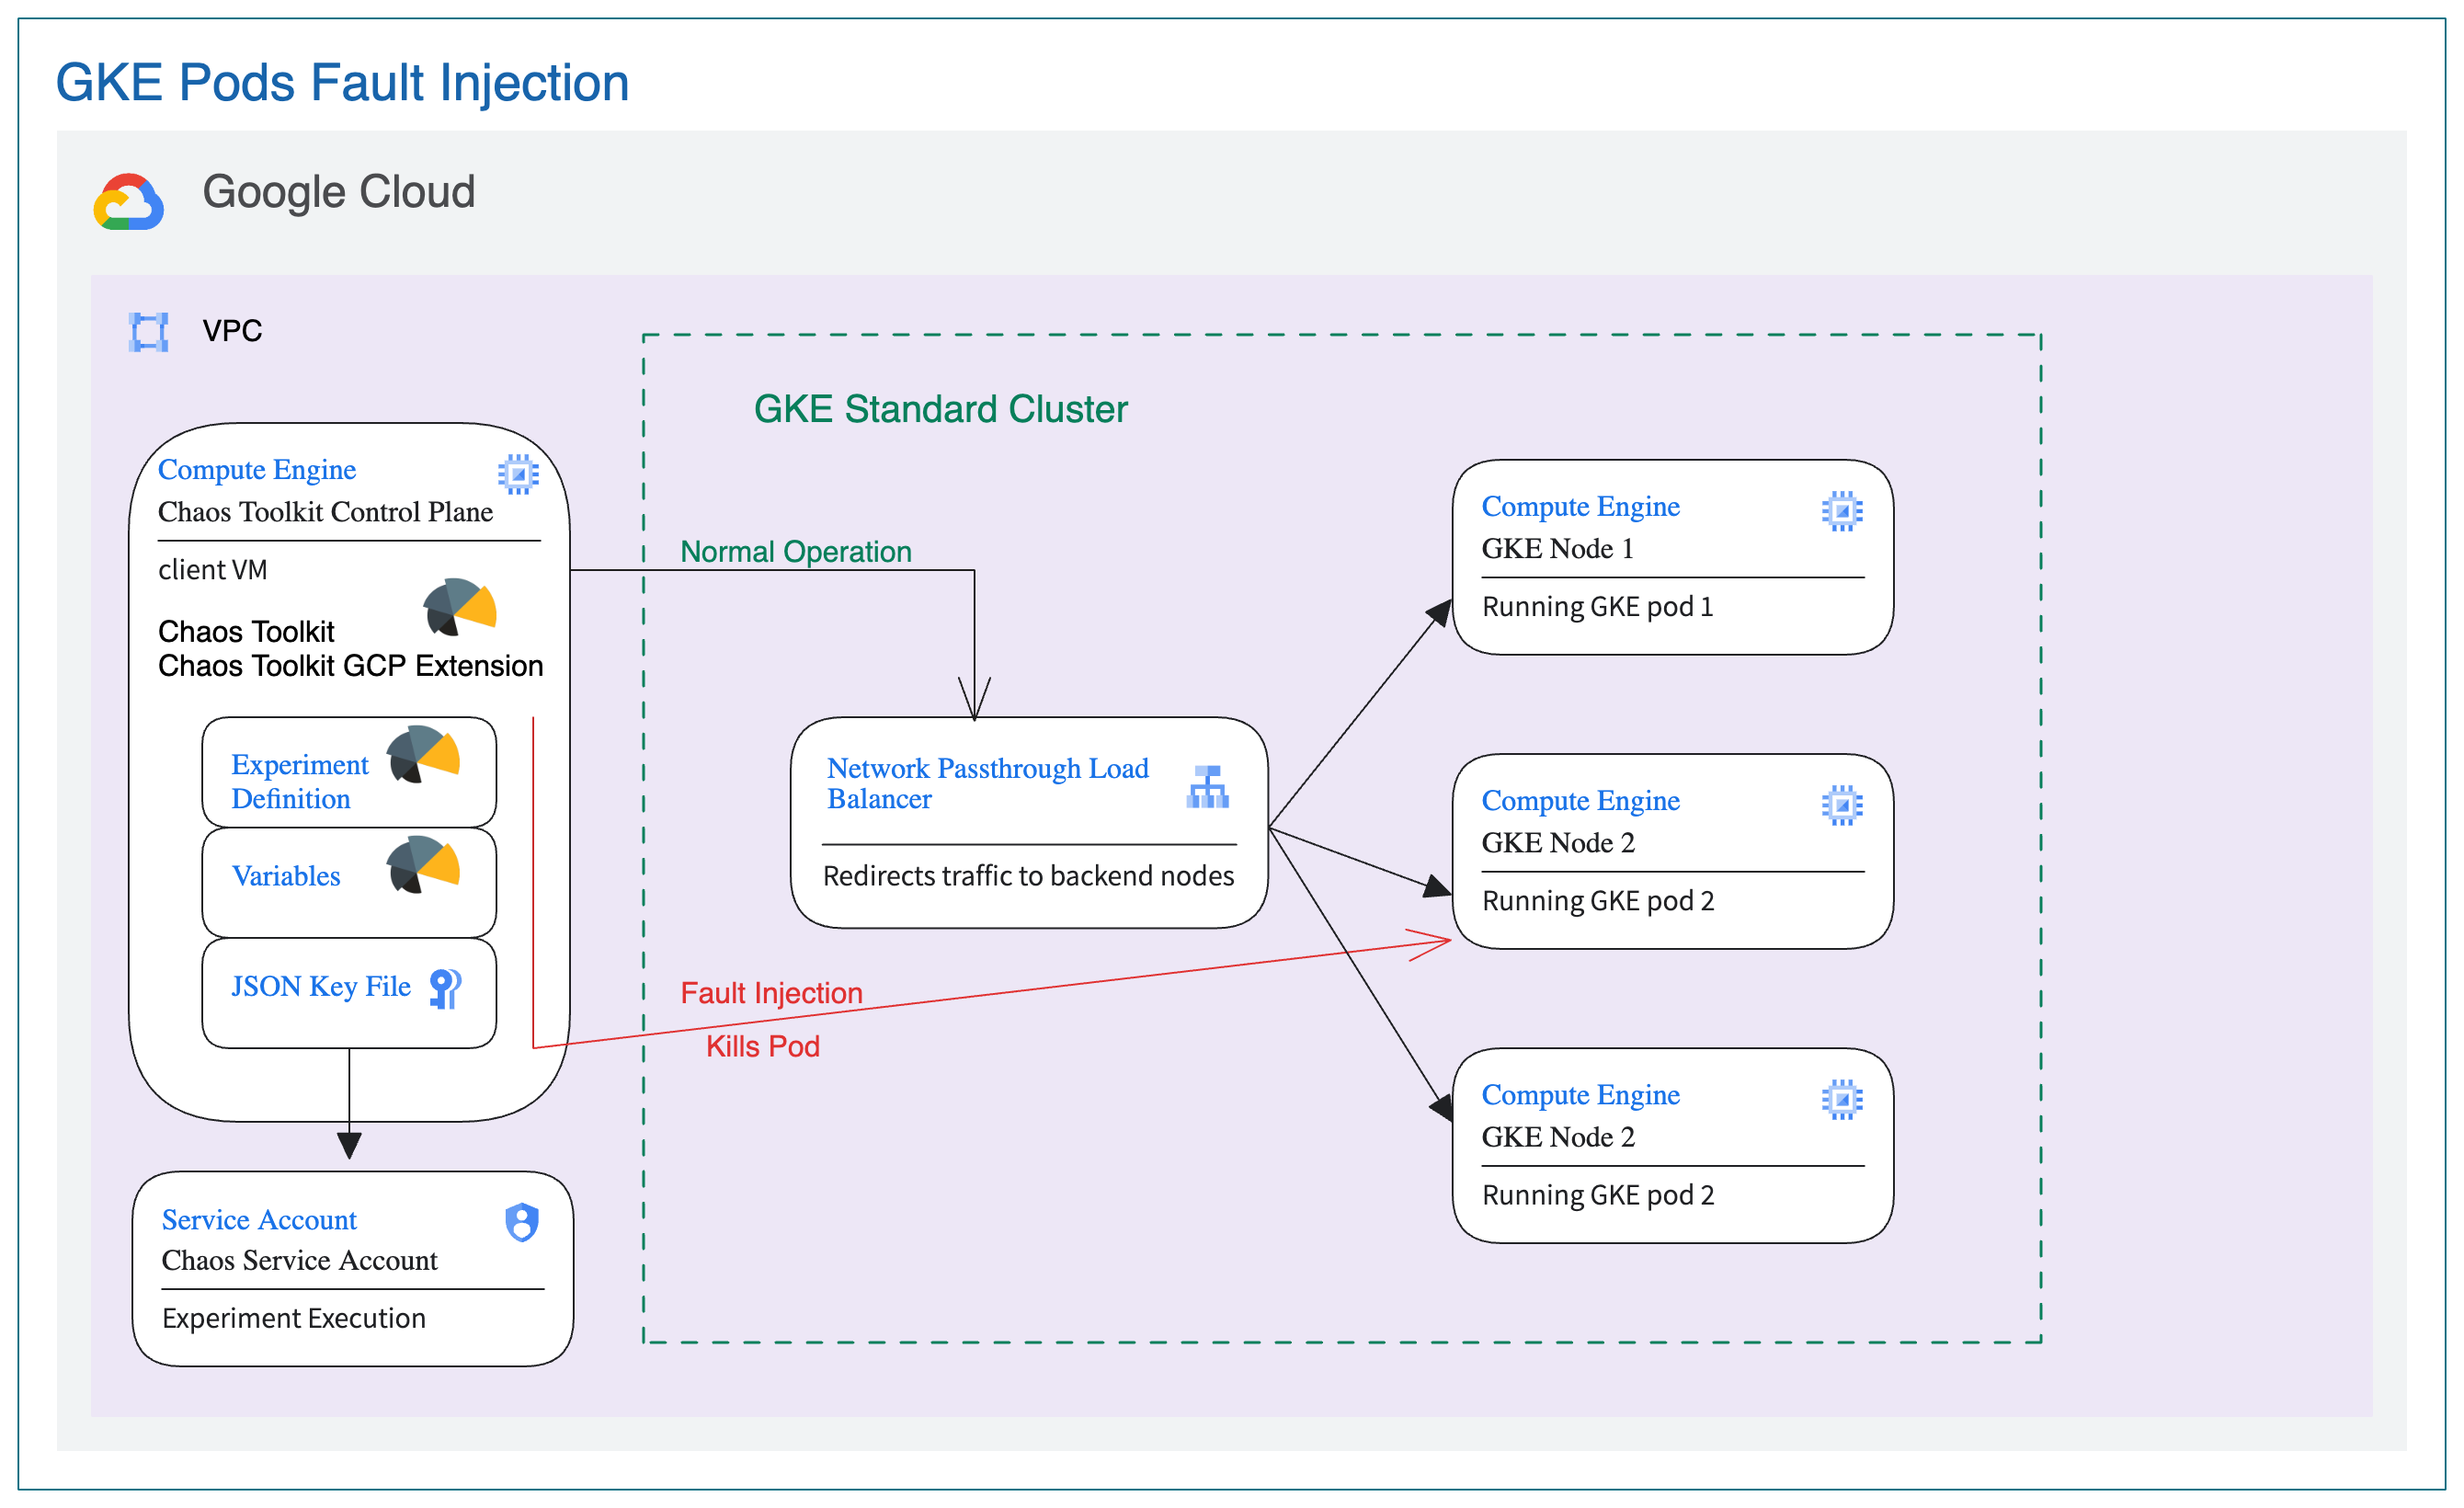 GKE Pods Fault Injection
Google Cloud
VPC
GKE Standard Cluster
Compute Engine
Chaos Toolkit Control Plane
client VM
Chaos Toolkit
Chaos Toolkit GCP Extension
Experiment
Definition
Variables
JSON Key File
Service Account
Chaos Service Account
Experiment Execution
Normal Operation
Network Passthrough Load
Balancer
Redirects traffic to backend nodes
Fault Injection
Kills Pod
Compute Engine
GKE Node 1
Running GKE pod 1
Compute Engine
GKE Node 2
Running GKE pod 2
Compute Engine
GKE Node 2
Running GKE pod 2